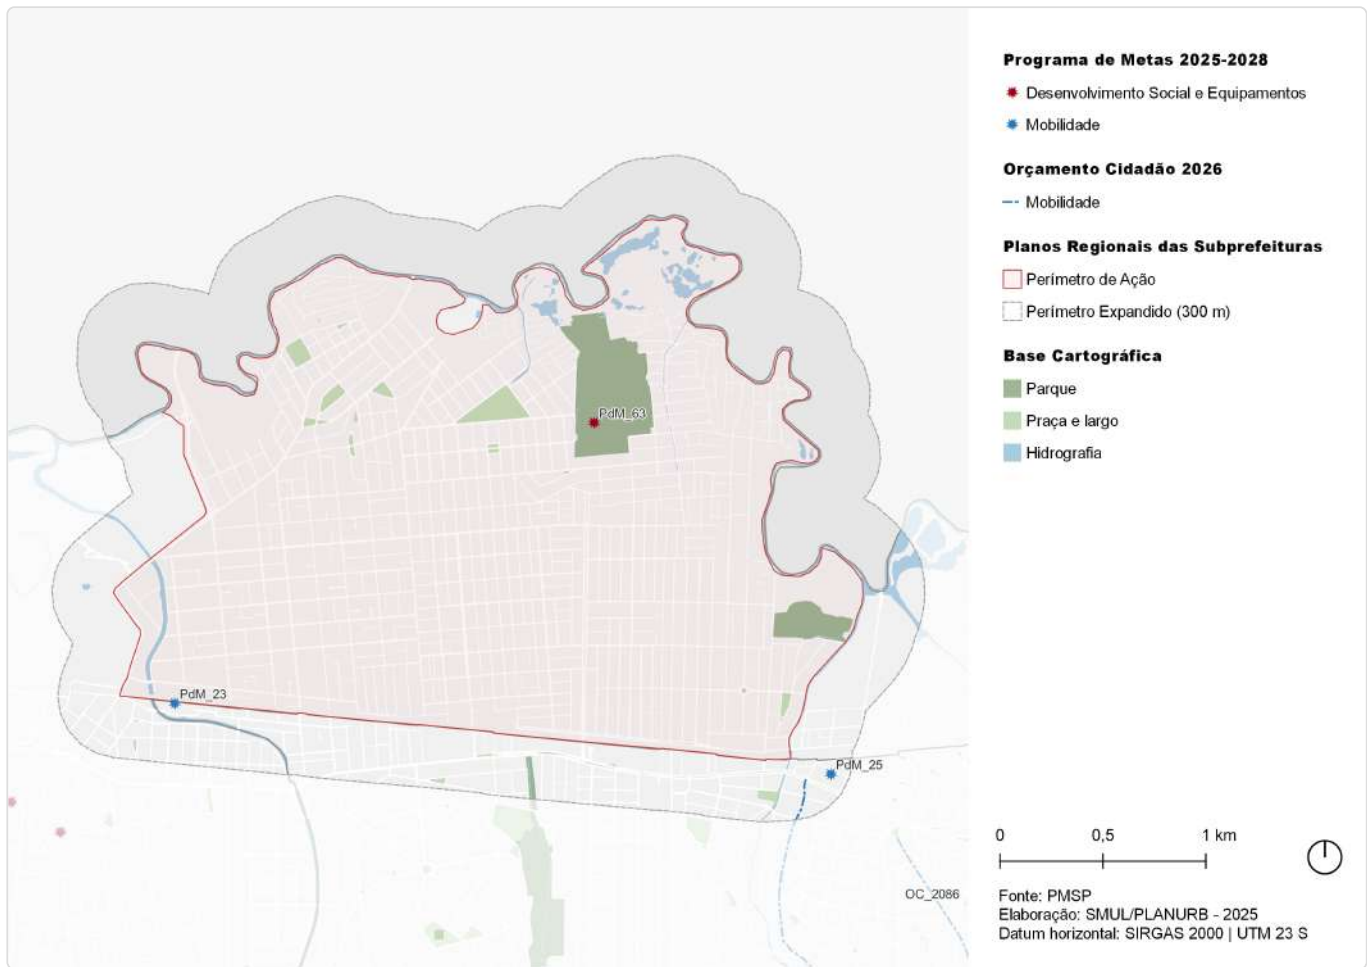 Programa de Metas 2025-2028
Desenvolvimento Social e Equipamentos
Mobilidade
Orçamento Cidadão 2026
Mobilidade
Planos Regionais das Subprefeituras
Perímetro de Ação
Perímetro Expandido (300 m)
Base Cartográfica
Parque
Praça e largo
Hidrografia
PdM_63
PdM_23
PdM_25
OC_2086
0 0,5 1 km
Fonte: PMSP
Elaboração: SMUL/PLANURB - 2025
Datum horizontal: SIRGAS 2000 | UTM 23 S